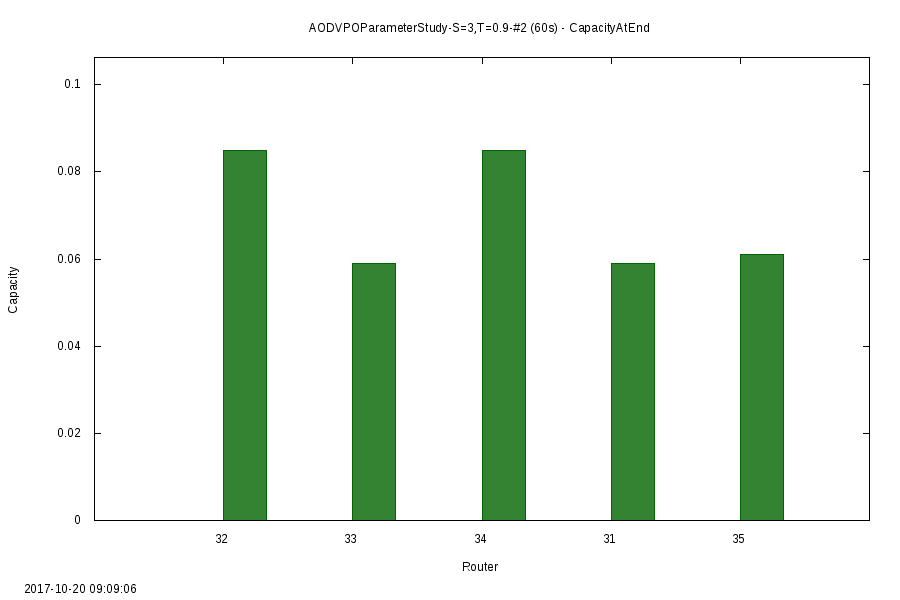 AODVPOParameterStudy-S=3,T=0.9-#2 (60s) - CapacityAtEnd
0.1
0.08
0.06
0.04
0.02
0
Capacity
32 33 34 31 35
Router
2017-10-20 09:09:06